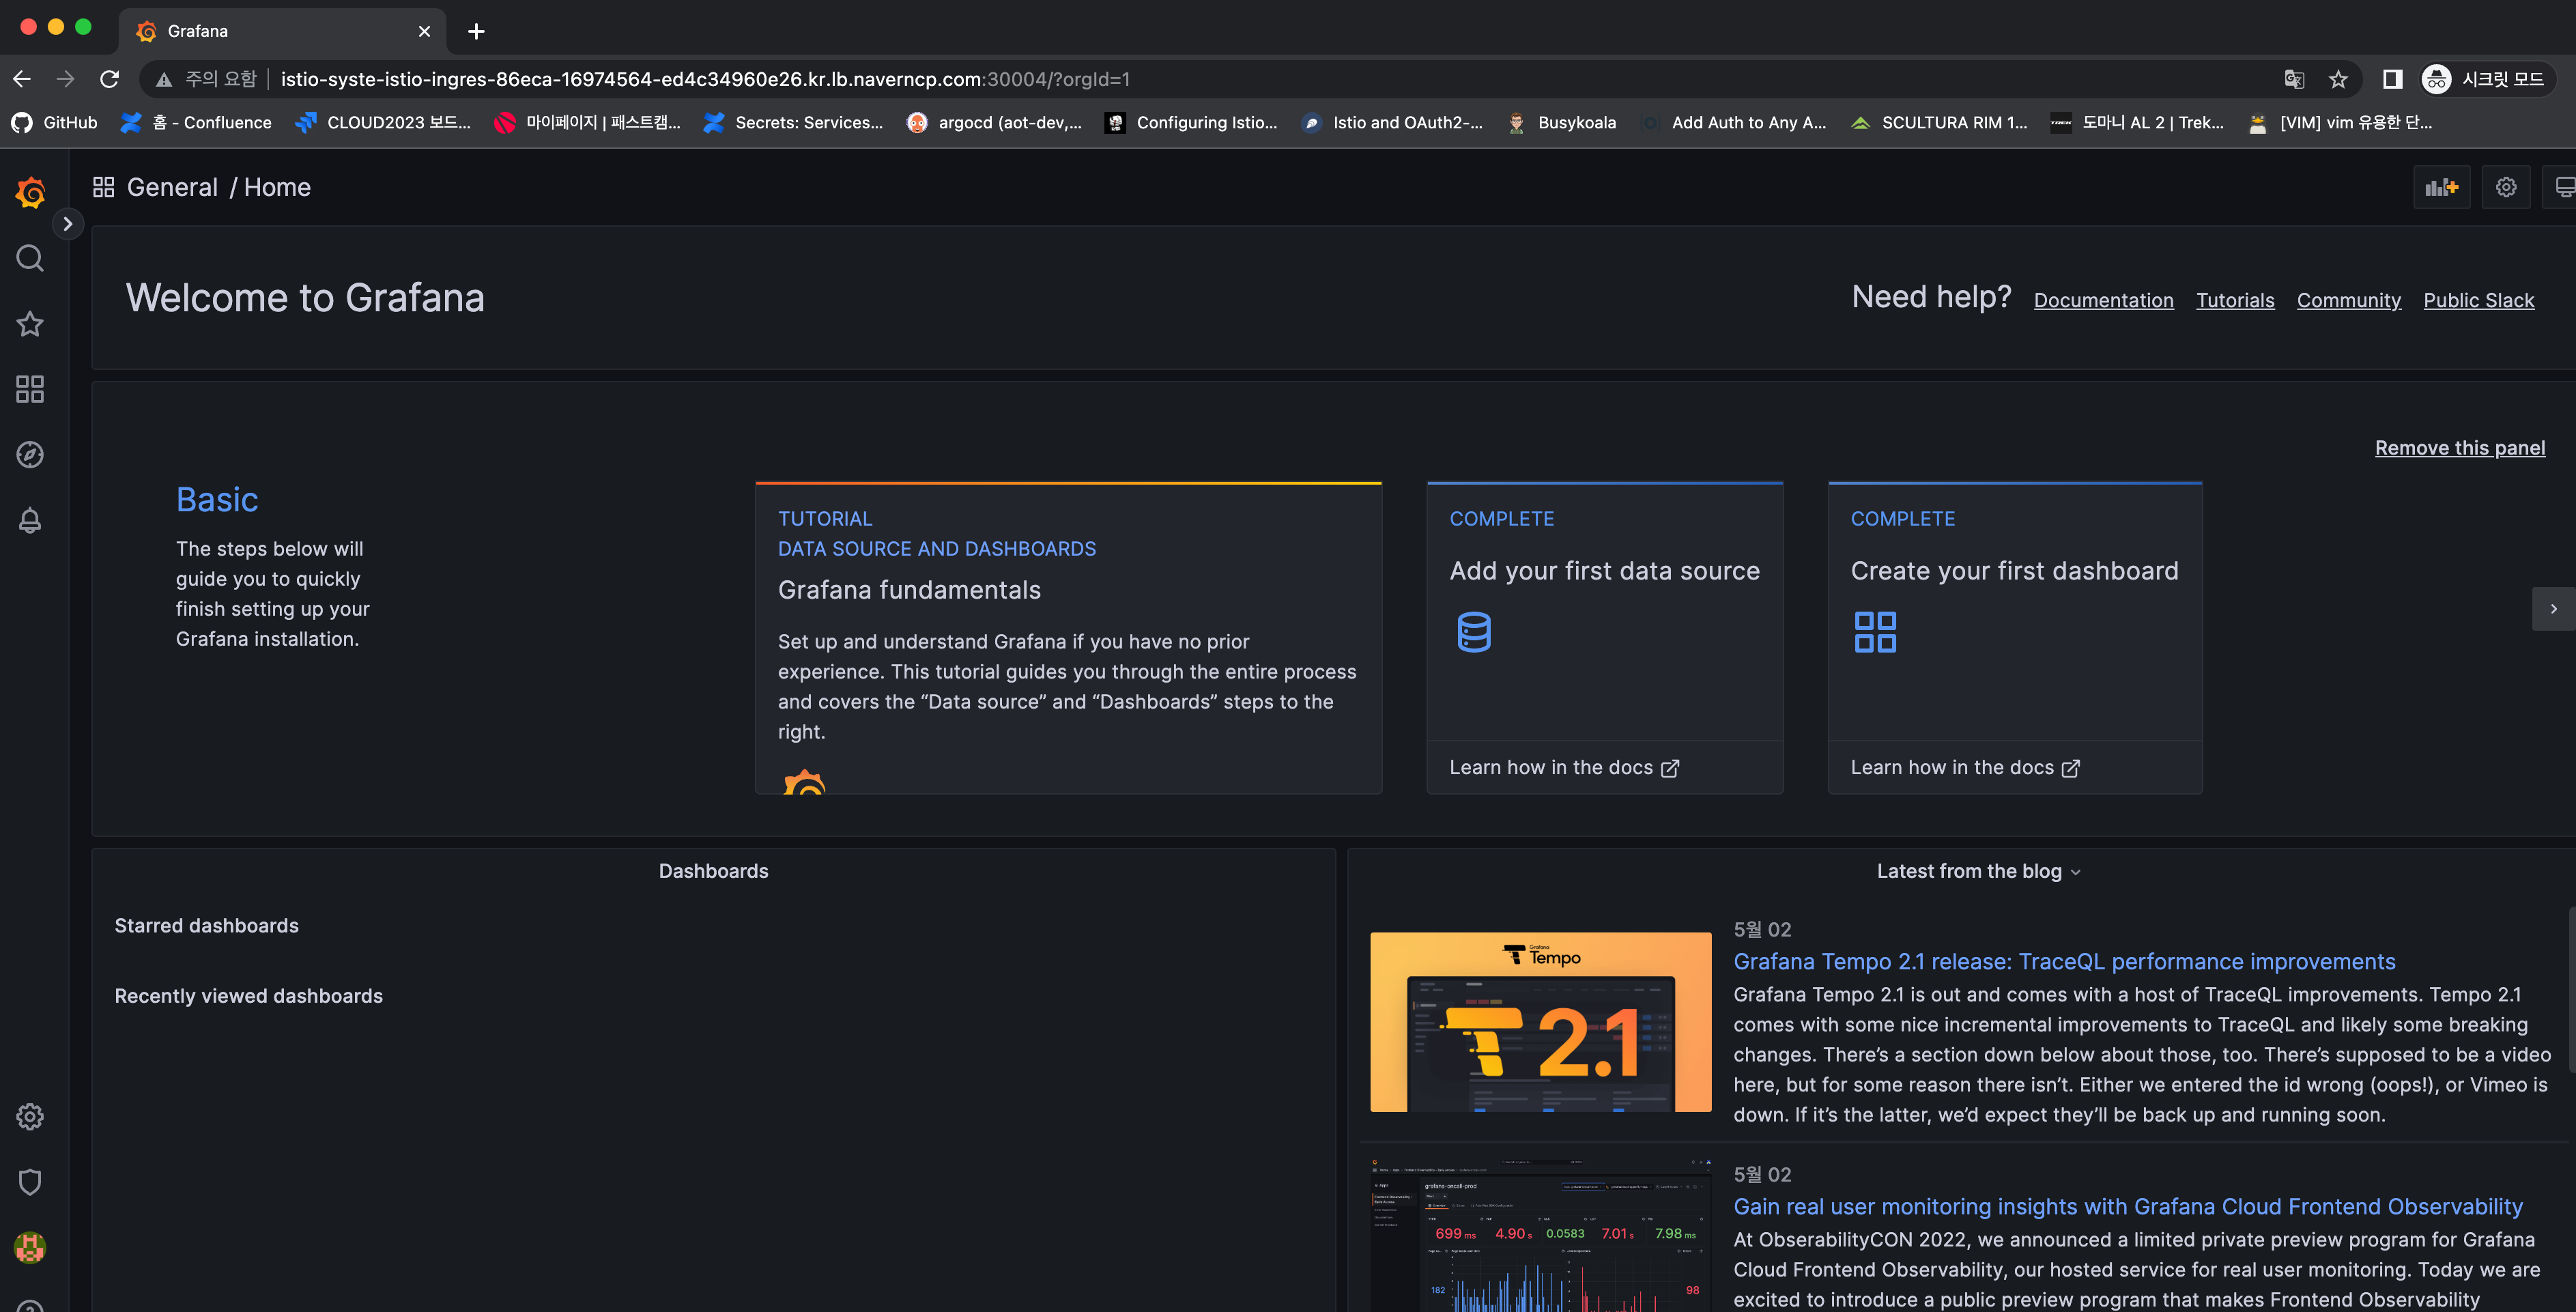 Grafana
주의 요함
istio-syste-istio-ingres-86eca-16974564-ed4c34960e26.kr.lb.naverncp.com:30004/?orgId=1
시크릿 모드
GitHub
홈 - Confluence
CLOUD2023 보드...
마이페이지 | 패스트캠...
Secrets: Services...
argocd (aot-dev,...
Configuring Istio...
Istio and OAuth2-...
Busykoala
Add Auth to Any A...
SCULTURA RIM 1...
도마니 AL 2 | Trek...
[VIM] vim 유용한 단...
General / Home
Welcome to Grafana
Need help?
Documentation
Tutorials
Community
Public Slack
Remove this panel
Basic
The steps below will
guide you to quickly
finish setting up your
Grafana installation.
TUTORIAL
DATA SOURCE AND DASHBOARDS
Grafana fundamentals
Set up and understand Grafana if you have no prior
experience. This tutorial guides you through the entire process
and covers the “Data source” and “Dashboards” steps to the
right.
COMPLETE
Add your first data source
Learn how in the docs
COMPLETE
Create your first dashboard
Learn how in the docs
Dashboards
Starred dashboards
Recently viewed dashboards
Latest from the blog
Grafana
Tempo
2.1
5월 02
Grafana Tempo 2.1 release: TraceQL performance improvements
Grafana Tempo 2.1 is out and comes with a host of TraceQL improvements. Tempo 2.1
comes with some nice incremental improvements to TraceQL and likely some breaking
changes. There’s a section down below about those, too. There’s supposed to be a video
here, but for some reason there isn’t. Either we entered the id wrong (oops!), or Vimeo is
down. If it’s the latter, we’d expect they’ll be back up and running soon.
grafana-oncall-prod
699 ms
4.90 s
0.0583
7.01 s
7.98 ms
182
98
5월 02
Gain real user monitoring insights with Grafana Cloud Frontend Observability
At ObserabilityCON 2022, we announced a limited private preview program for Grafana
Cloud Frontend Observability, our hosted service for real user monitoring. Today we are
excited to introduce a public preview program that makes Frontend Observability